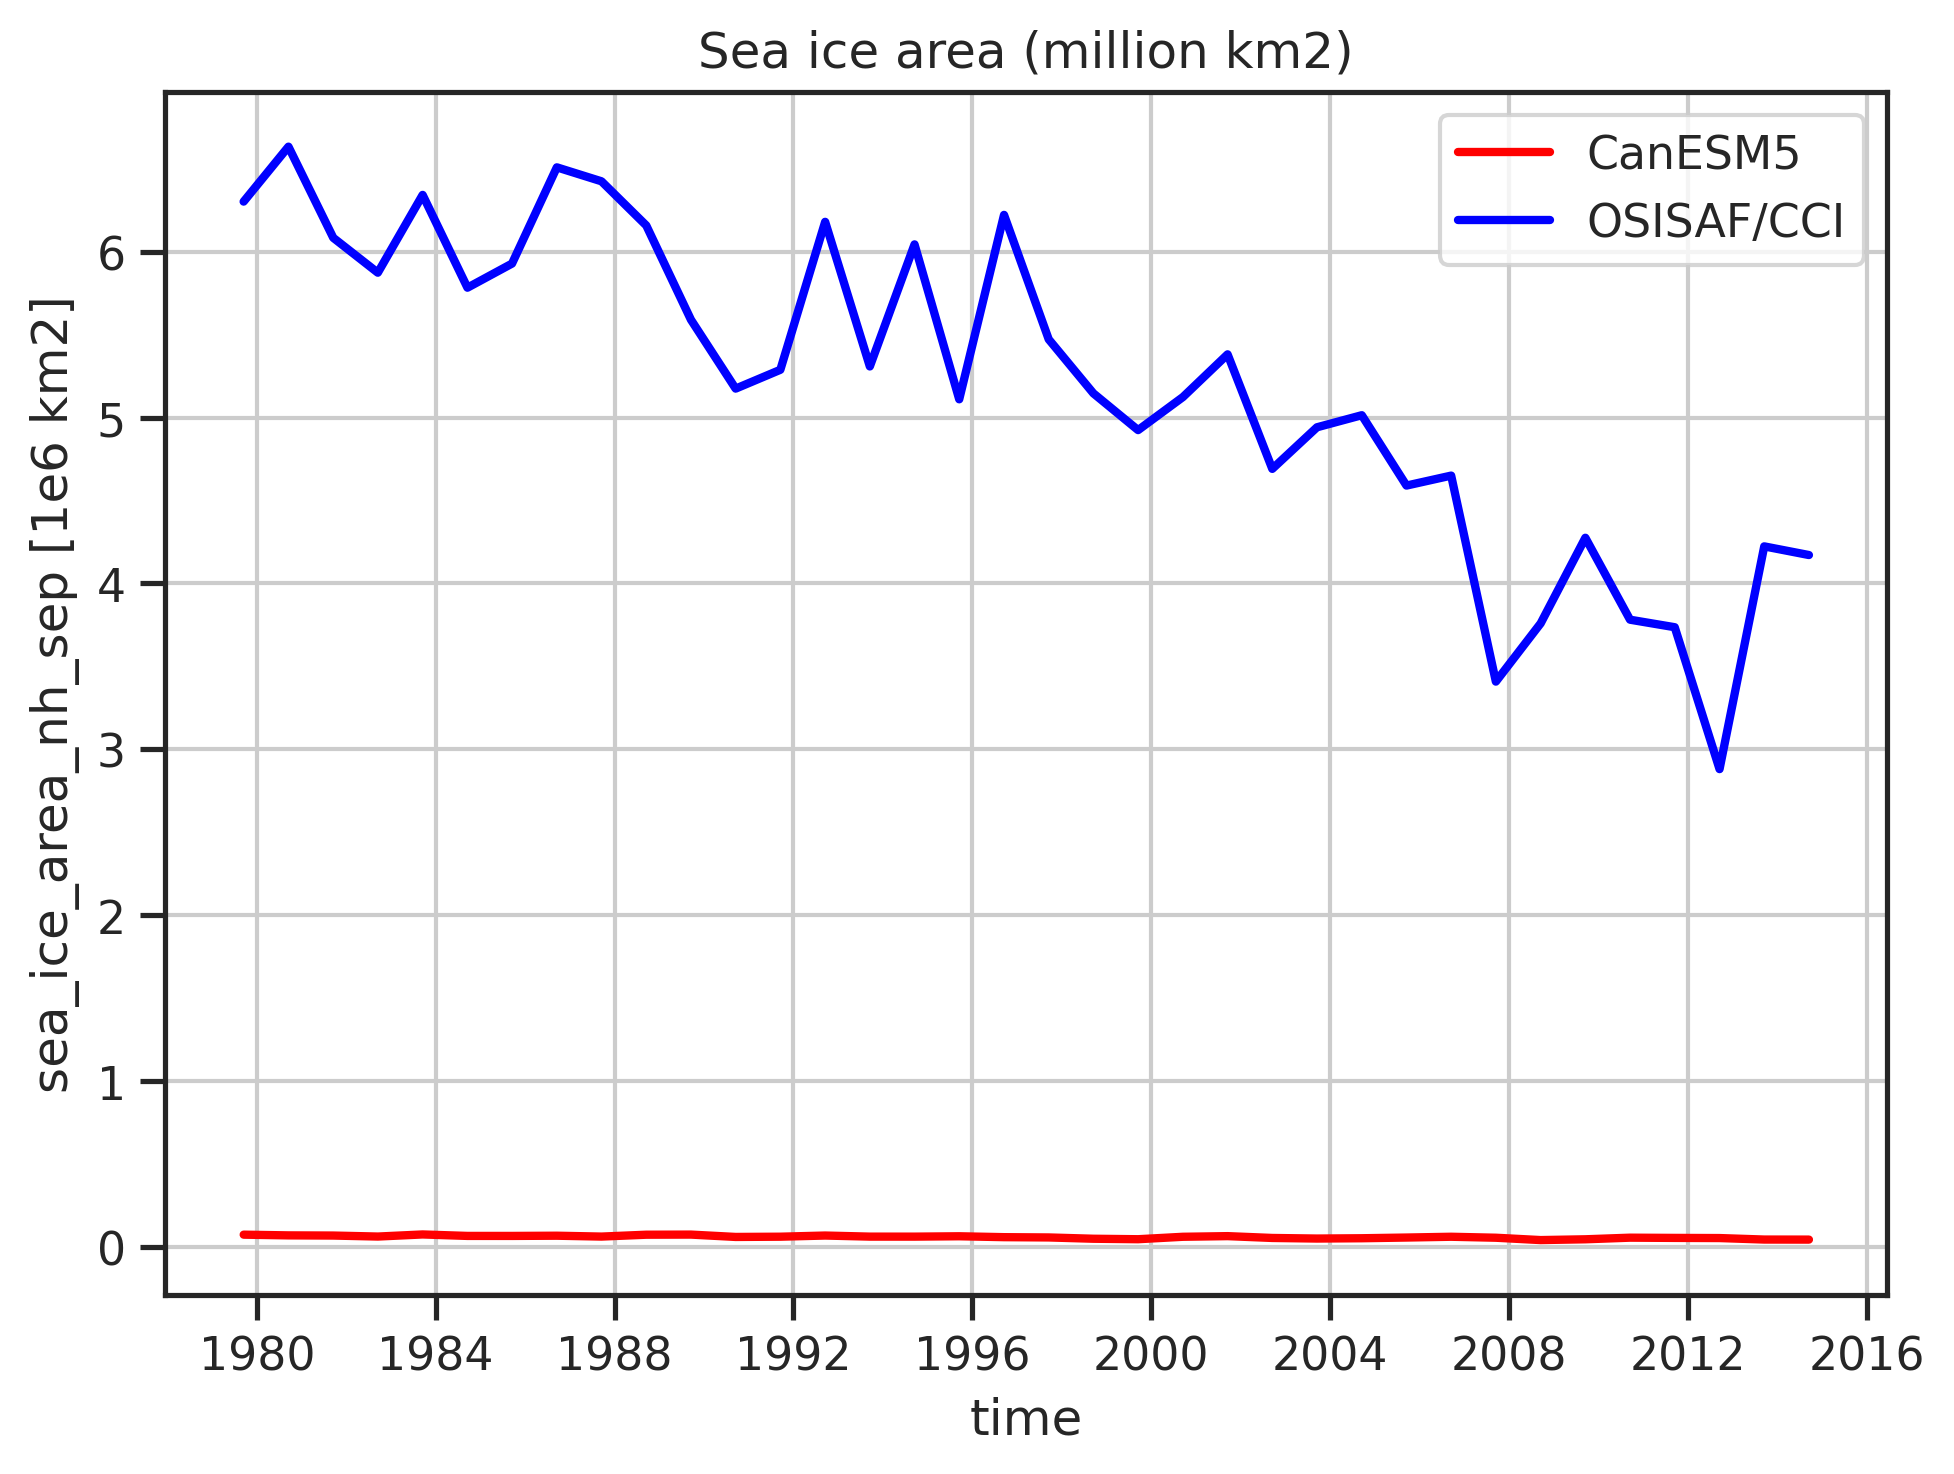 Sea ice area (million km2)
CanESM5
OSISAF/CCI
sea_ice_area_nh_sep [1e6 km2]
6
5
4
3
2
1
0
1980 1984 1988 1992 1996 2000 2004 2008 2012 2016
time